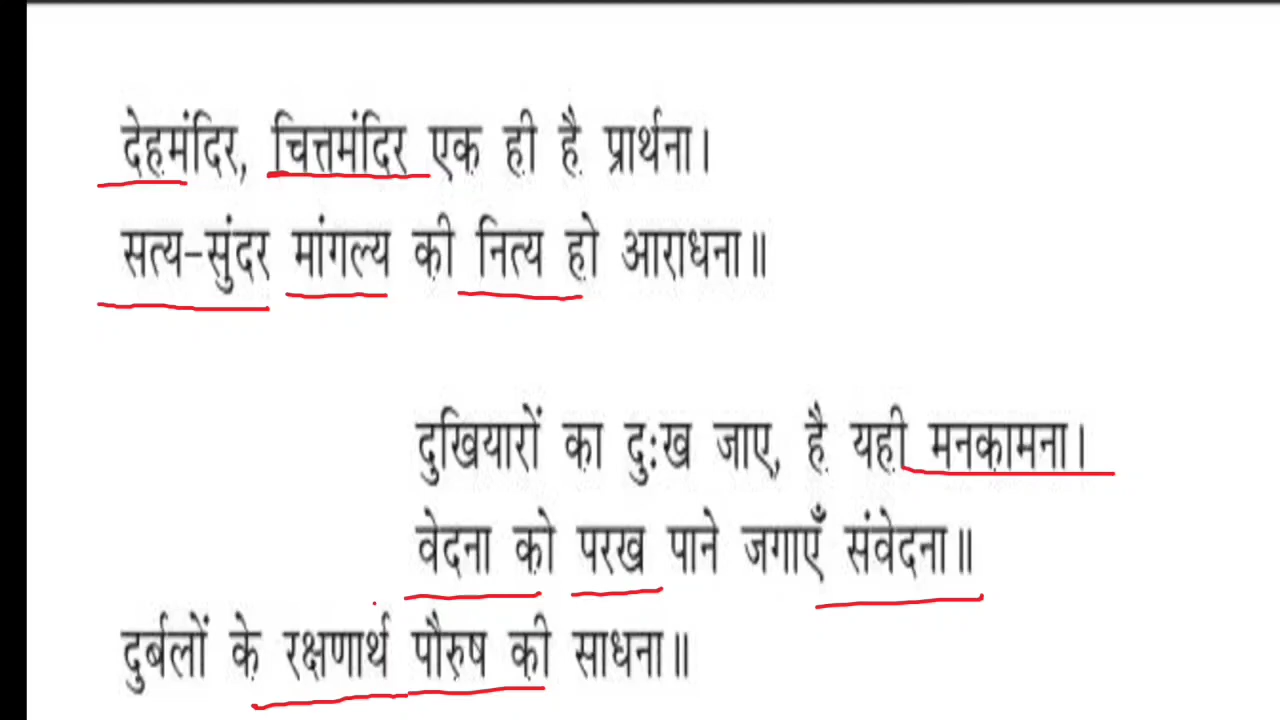 देहमंदिर, चित्तमंदिर एक ही है प्रार्थना।
सत्य-सुंदर मांगल्य की नित्य हो आराधना॥
दुखियारों का दुःख जाए, है यही मनकामना।
वेदना को परख पाने जगाएँ संवेदना॥
दुर्बलों के रक्षणार्थ पौरुष की साधना॥